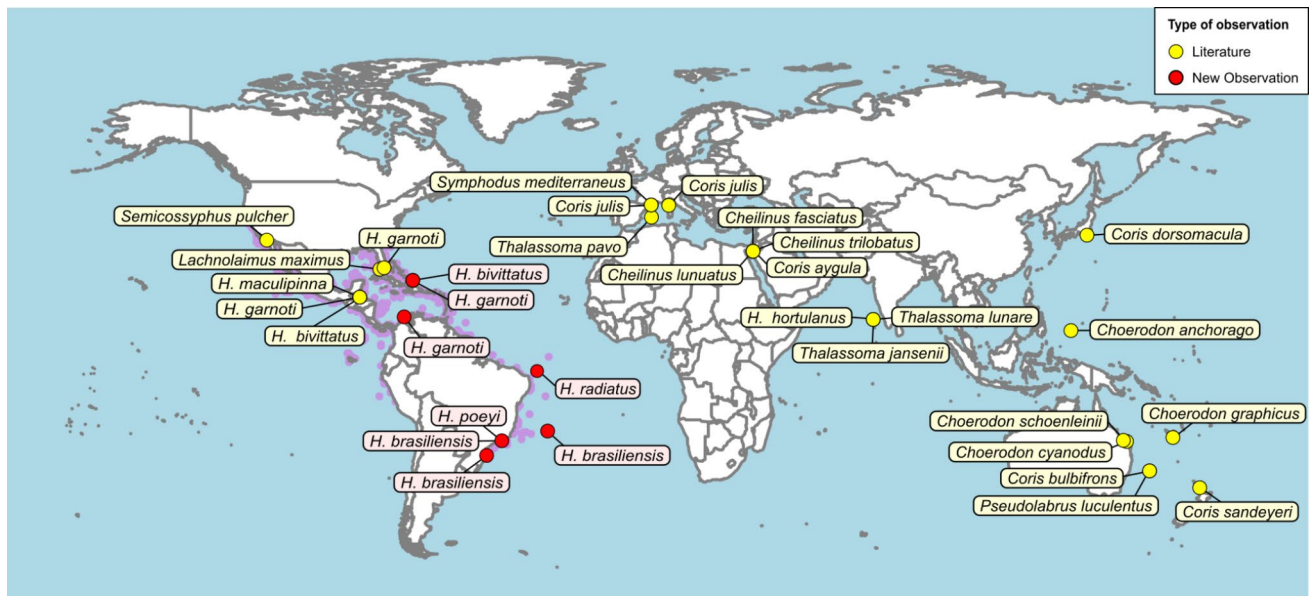 Type of observation
Literature
New Observation
Symphodus mediterraneus
Coris julis
Coris julis
Cheilinus fasciatus
Semicossyphus pulcher
Cheilinus trilobatus
Coris dorsomacula
H. garnoti
Thalassoma pavo
Lachnolaimus maximus
Cheilinus lunuatus
Coris aygula
H. bivittatus
H. maculipinna
H. garnoti
H. garnoti
H. hortulanus
Thalassoma lunare
Choerodon anchorago
H. bivittatus
H. garnoti
Thalassoma jansenii
H. radiatus
H. poeyi
Choerodon graphicus
Choerodon schoenleinii
H. brasiliensis
H. brasiliensis
Choerodon cyanodus
Coris bulbifrons
H. brasiliensis
Pseudolabrus luculentus
Coris sandeyeri